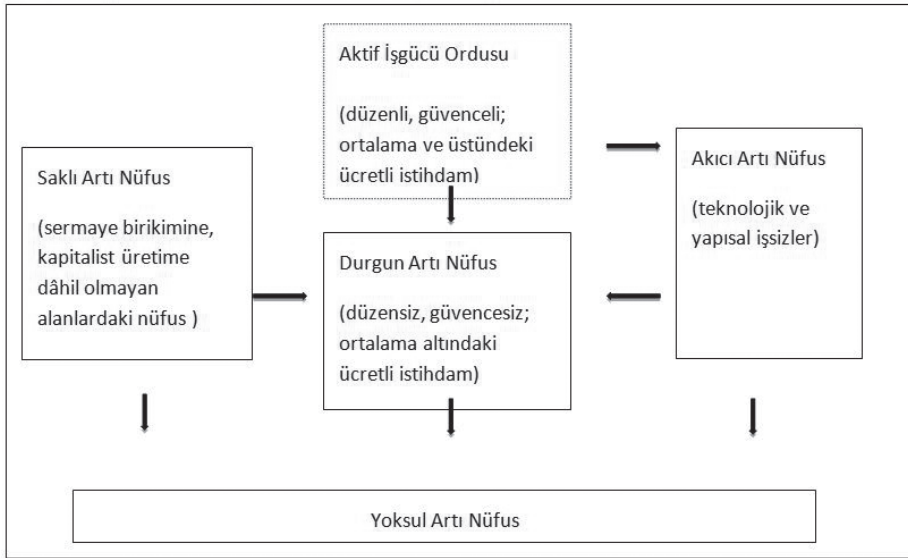 Aktif İşgücü Ordusu
(düzenli, güvenceli;
ortalama ve üstündeki
ücretli istihdam)
Saklı Artı Nüfus
(sermaye birikimine,
kapitalist üretime
dâhil olmayan
alanlardaki nüfus )
Durgun Artı Nüfus
(düzensiz, güvencesiz;
ortalama altındaki
ücretli istihdam)
Akıcı Artı Nüfus
(teknolojik ve
yapısal işsizler)
Yoksul Artı Nüfus